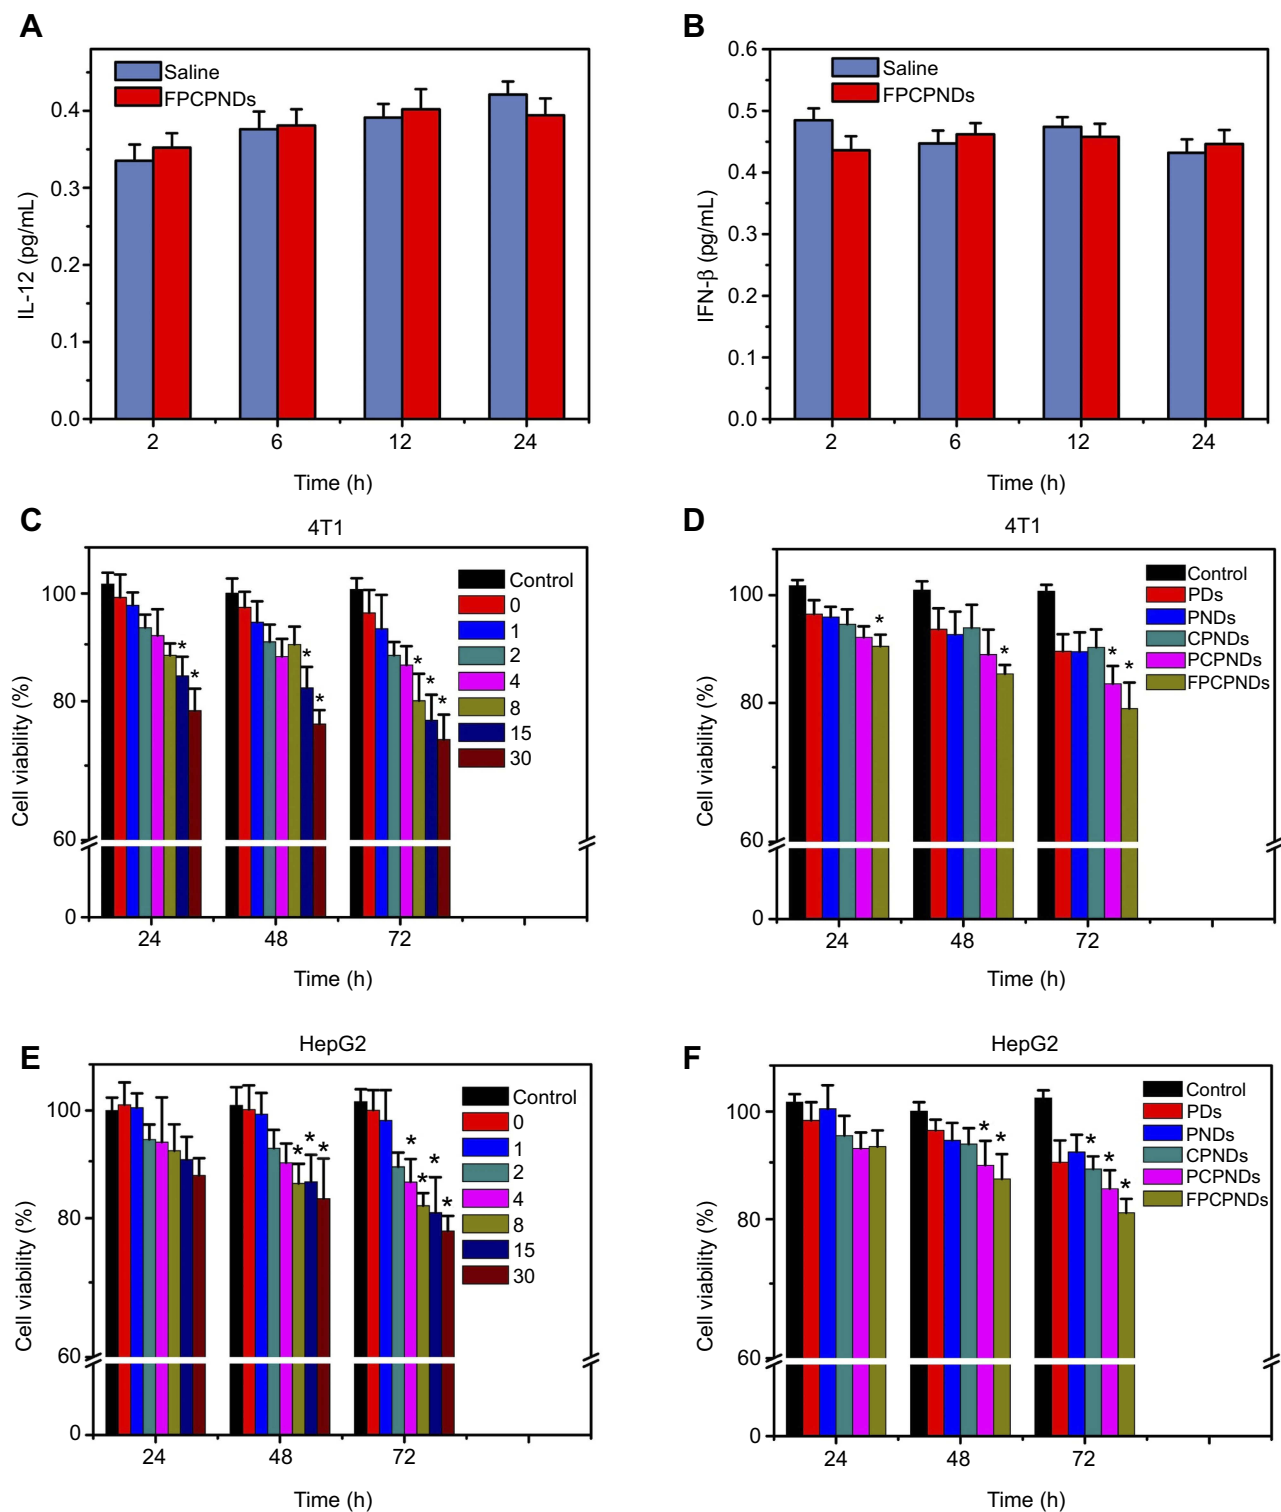 A
Saline
FPCPNDs
IL-12 (pg/mL)
0.4
0.3
0.2
0.1
0.0
2 6 12 24
Time (h)
B
Saline
FPCPNDs
IFN-β (pg/mL)
0.6
0.5
0.4
0.3
0.2
0.1
0.0
2 6 12 24
Time (h)
C
4T1
Control
0
1
2
4
8
15
30
Cell viability (%)
100
80
60
0
* * * * * * *
24 48 72
Time (h)
D
4T1
Control
PDs
PNDs
CPNDs
PCPNDs
FPCPNDs
Cell viability (%)
100
80
60
0
* * * *
24 48 72
Time (h)
E
HepG2
Control
0
1
2
4
8
15
30
Cell viability (%)
100
80
60
0
* * * * * * *
24 48 72
Time (h)
F
HepG2
Control
PDs
PNDs
CPNDs
PCPNDs
FPCPNDs
Cell viability (%)
100
80
60
0
* * * * *
24 48 72
Time (h)